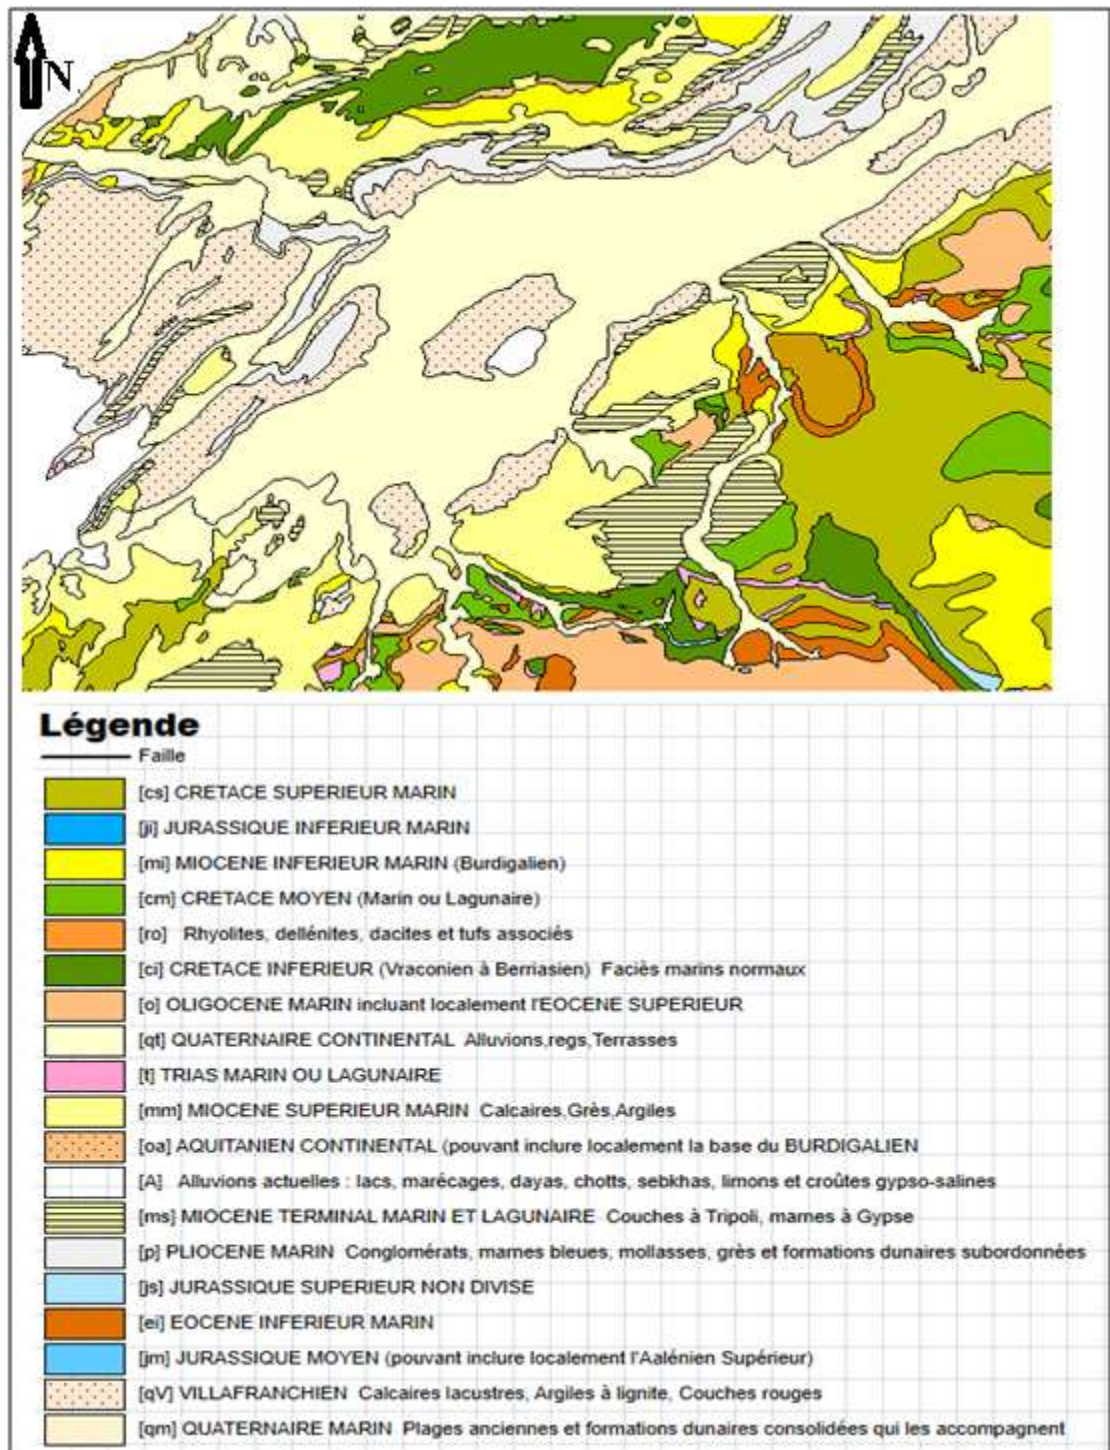 N
Légende
Faille
[cs] CRETACE SUPERIEUR MARIN
[ji] JURASSIQUE INFERIEUR MARIN
[mi] MIOCENE INFERIEUR MARIN (Burdigalien)
[cm] CRETACE MOYEN (Marin ou Lagunaire)
[ro] Rhyolites, dellénites, dacites et tufs associés
[ci] CRETACE INFERIEUR (Vraconien à Berriasien) Faciès marins normaux
[o] OLIGOCENE MARIN incluant localement l'EOCENE SUPERIEUR
[qt] QUATERNAIRE CONTINENTAL Alluvions,regs,Terrasses
[t] TRIAS MARIN OU LAGUNAIRE
[mm] MIOCENE SUPERIEUR MARIN Calcaires,Grès,Argiles
[oa] AQUITANIEN CONTINENTAL (pouvant inclure localement la base du BURDIGALIEN
[A] Alluvions actuelles : lacs, marécages, dayas, chotts, sebkhas, limons et croûtes gypso-salines
[ms] MIOCENE TERMINAL MARIN ET LAGUNAIRE Couches à Tripoli, marnes à Gypse
[p] PLIOCENE MARIN Conglomérats, marnes bleues, mollasses, grès et formations dunaires subordonnées
[js] JURASSIQUE SUPERIEUR NON DIVISE
[ei] EOCENE INFERIEUR MARIN
[jm] JURASSIQUE MOYEN (pouvant inclure localement l'Aalénien Supérieur)
[qV] VILLAFRANCHIEN Calcaires lacustres, Argiles à lignite, Couches rouges
[qm] QUATERNAIRE MARIN Plages anciennes et formations dunaires consolidées qui les accompagnent